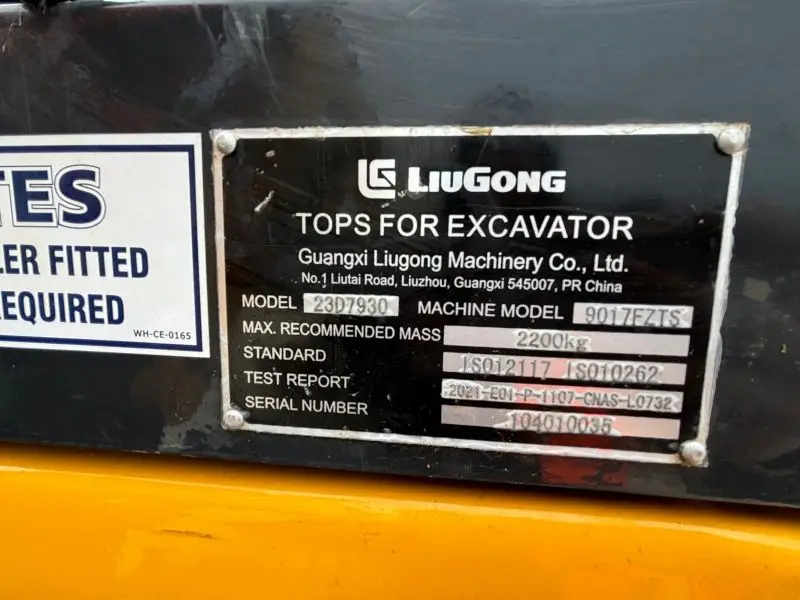 TES
LER FITTED
REQUIRED
WH-CE-0165
LG LIUGONG
TOPS FOR EXCAVATOR
Guangxi Liugong Machinery Co., Ltd.
No.1 Liutai Road, Liuzhou, Guangxi 545007, PR China
MODEL 23D7930 MACHINE MODEL 9017FZTS
MAX. RECOMMENDED MASS 2200kg
STANDARD ISO12117 ISO10262
TEST REPORT 2021-E01-P-1107-CNAS-L0732
SERIAL NUMBER 104010035